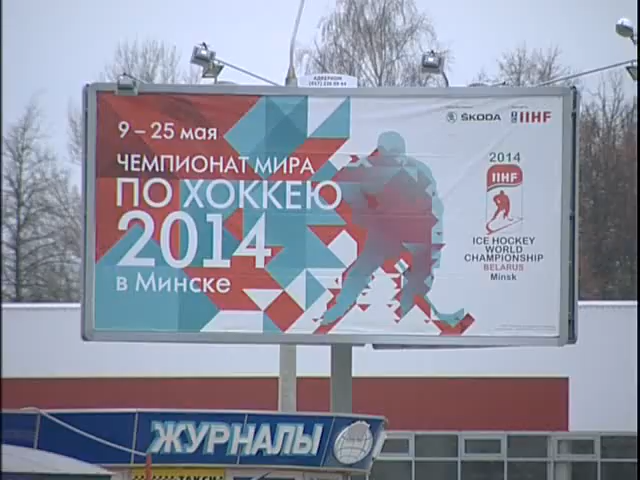 9 – 25 мая
ЧЕМПИОНАТ МИРА
ПО ХОККЕЮ
2014
в Минске
ŠKODA
IIHF
2014
IIHF
ICE HOCKEY
WORLD
CHAMPIONSHIP
BELARUS
Minsk
ЖУРНАЛЫ
ТАКСИ